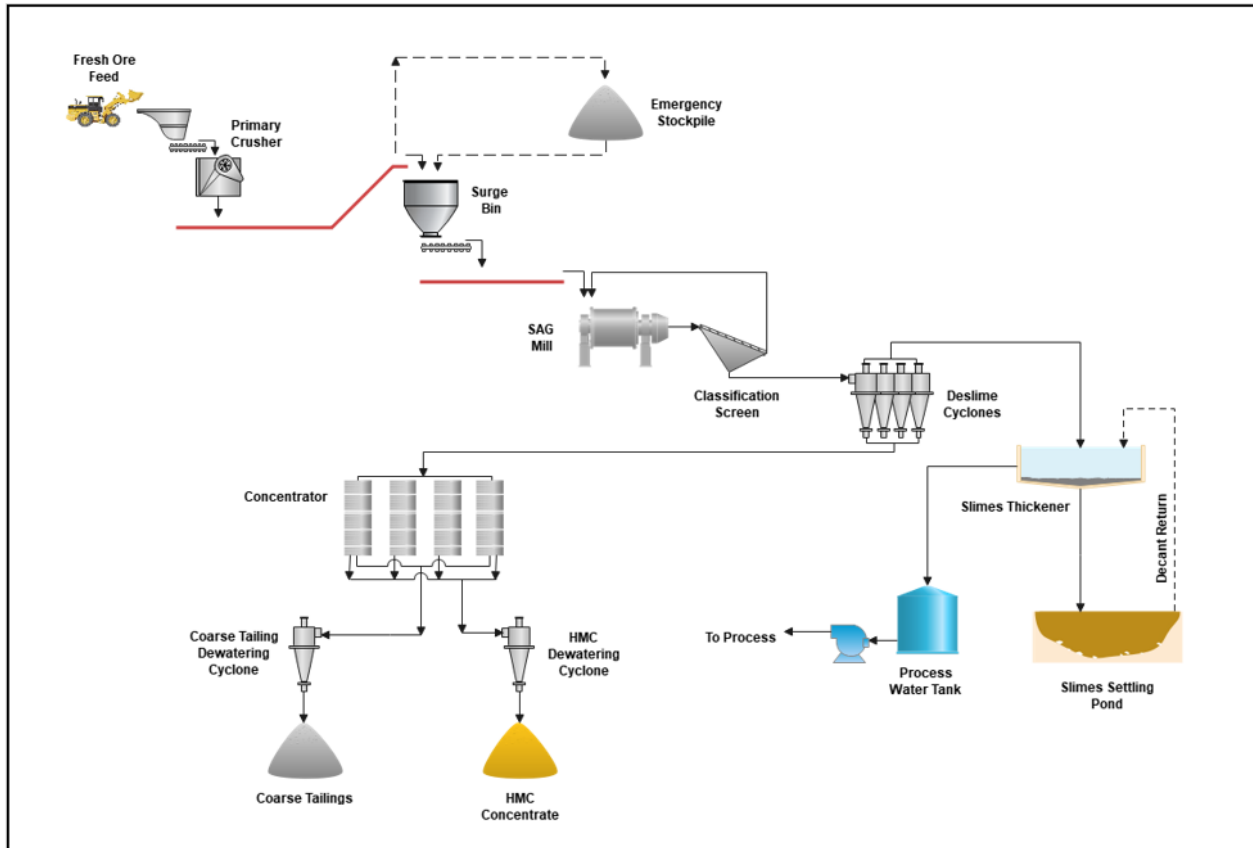 Fresh Ore
Feed
Primary
Crusher
Emergency
Stockpile
Surge
Bin
SAG
Mill
Classification
Screen
Deslime
Cyclones
Concentrator
Slimes Thickener
Decant Return
Coarse Tailing
Dewatering
Cyclone
HMC
Dewatering
Cyclone
To Process
Process
Water Tank
Slimes Settling
Pond
Coarse Tailings
HMC
Concentrate